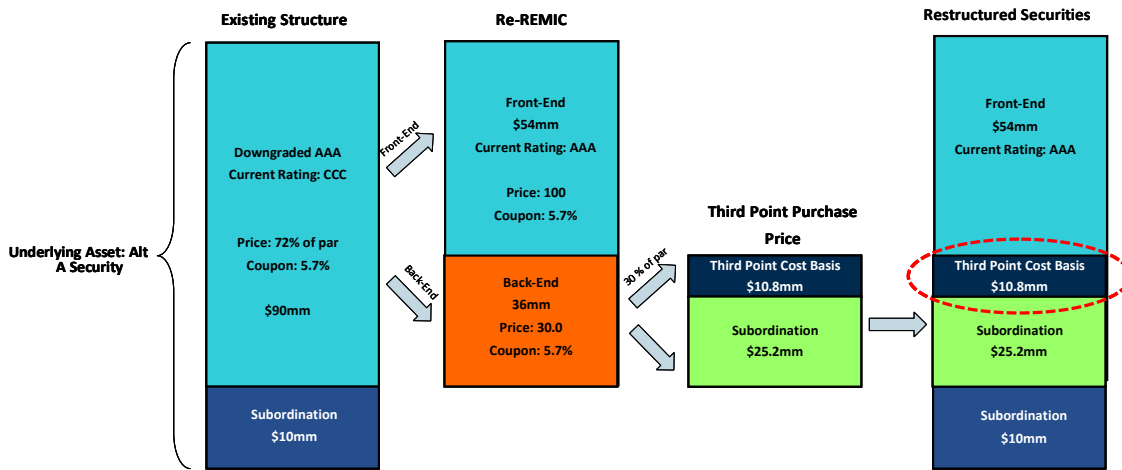 Existing Structure
Re-REMIC
Restructured Securities
Underlying Asset: Alt
A Security
Downgraded AAA
Current Rating: CCC
Price: 72% of par
Coupon: 5.7%
$90mm
Subordination
$10mm
Front-End
Back-End
Front-End
$54mm
Current Rating: AAA
Price: 100
Coupon: 5.7%
Back-End
36mm
Price: 30.0
Coupon: 5.7%
30 % of par
Third Point Purchase
Price
Third Point Cost Basis
$10.8mm
Subordination
$25.2mm
Front-End
$54mm
Current Rating: AAA
Third Point Cost Basis
$10.8mm
Subordination
$25.2mm
Subordination
$10mm